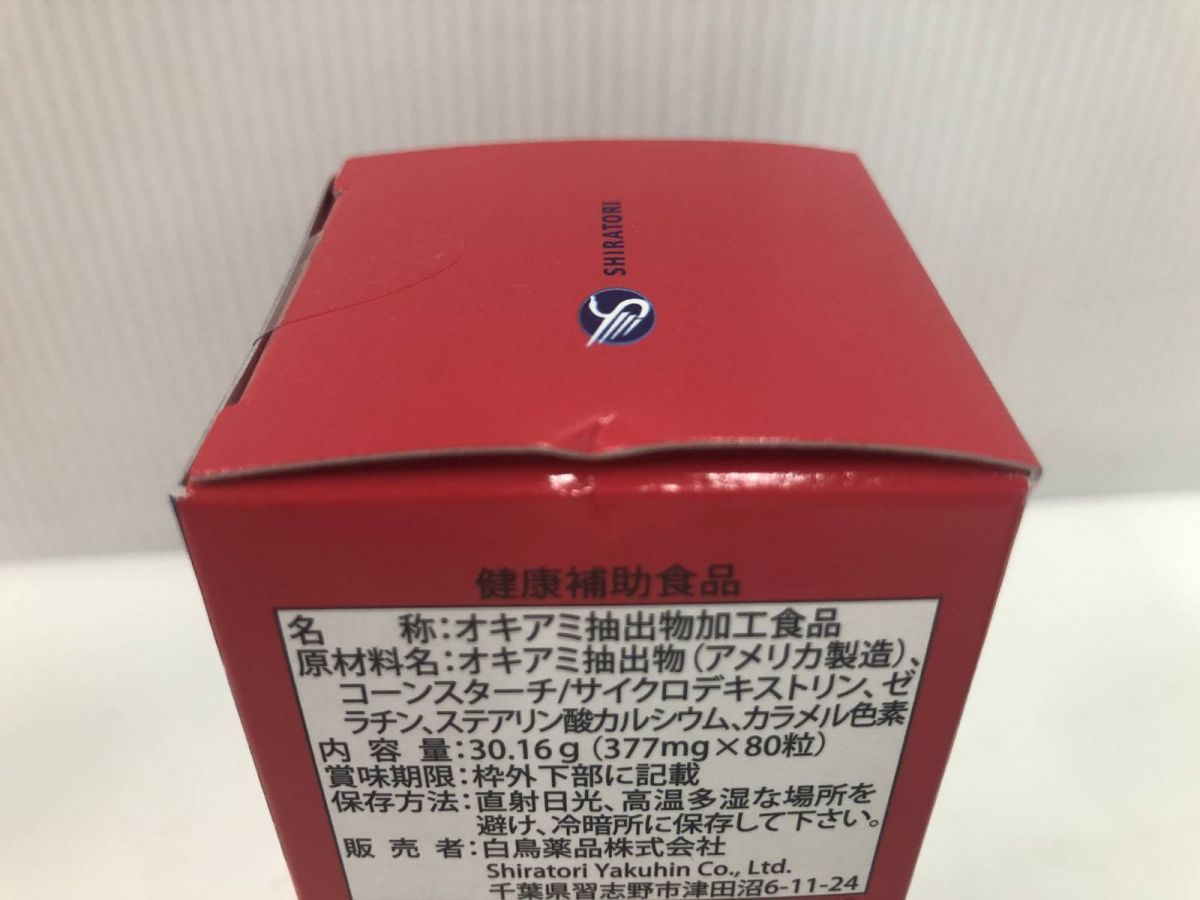 SHIRATORI
健康補助食品
名 称:オキアミ抽出物加工食品
原材料名:オキアミ抽出物(アメリカ製造)、
コーンスターチ/サイクロデキストリン、ゼ
ラチン、ステアリン酸カルシウム、カラメル色素
内容量:30.16g(377mg×80粒)
賞味期限:枠外下部に記載
保存方法:直射日光、高温多湿な場所を
避け、冷暗所に保存して下さい。
販売者:白鳥薬品株式会社
Shiratori Yakuhin Co., Ltd.
千葉県習志野市津田沼6-11-24